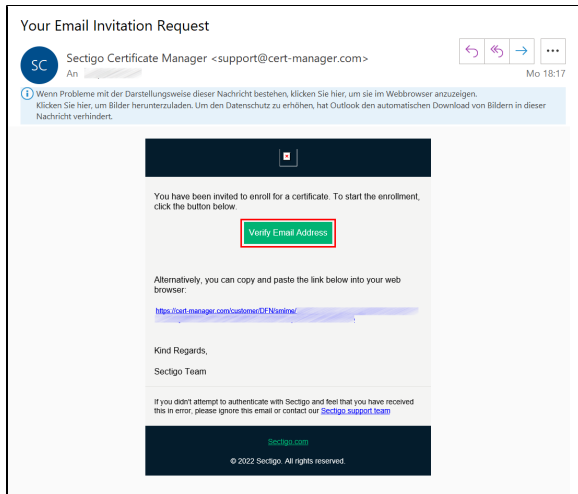 Your Email Invitation Request
SC
Sectigo Certificate Manager <support@cert-manager.com>
An
Mo 18:17
Wenn Probleme mit der Darstellungsweise dieser Nachricht bestehen, klicken Sie hier, um sie im Webbrowser anzuzeigen.
Klicken Sie hier, um Bilder herunterzuladen. Um den Datenschutz zu erhöhen, hat Outlook den automatischen Download von Bildern in dieser
Nachricht verhindert.
You have been invited to enroll for a certificate. To start the enrollment,
click the button below.
Verify Email Address
Alternatively, you can copy and paste the link below into your web
browser:
https://cert-manager.com/customer/DFN/smime/
Kind Regards,
Sectigo Team
If you didn't attempt to authenticate with Sectigo and feel that you have received
this in error, please ignore this email or contact our Sectigo support team
Sectigo.com
© 2022 Sectigo. All rights reserved.